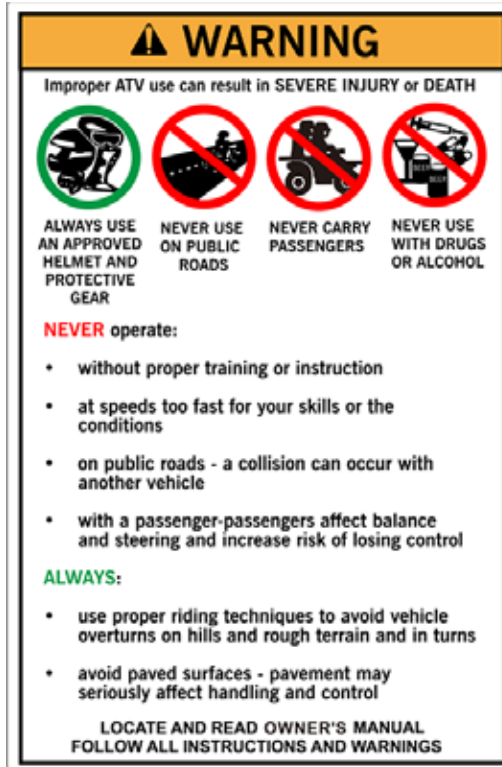 WARNING
Improper ATV use can result in SEVERE INJURY or DEATH
BEER
BEER
ALWAYS USE
AN APPROVED
HELMET AND
PROTECTIVE
GEAR
NEVER USE
ON PUBLIC
ROADS
NEVER CARRY
PASSENGERS
NEVER USE
WITH DRUGS
OR ALCOHOL
NEVER operate:
• without proper training or instruction
• at speeds too fast for your skills or the
conditions
• on public roads - a collision can occur with
another vehicle
• with a passenger-passengers affect balance
and steering and increase risk of losing control
ALWAYS:
• use proper riding techniques to avoid vehicle
overturns on hills and rough terrain and in turns
• avoid paved surfaces - pavement may
seriously affect handling and control
LOCATE AND READ OWNER'S MANUAL
FOLLOW ALL INSTRUCTIONS AND WARNINGS